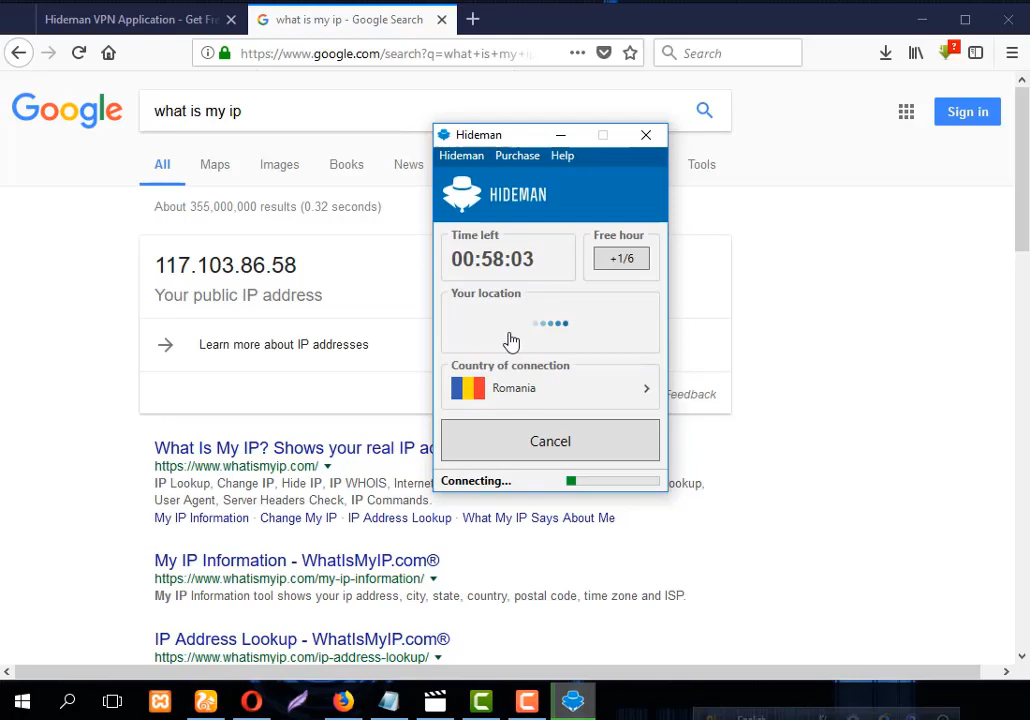 Hideman VPN Application - Get Fre
what is my ip - Google Search
https://www.google.com/search?q=what+is+my+
Search
Google
what is my ip
Sign in
All
Maps
Images
Books
News
Tools
About 355,000,000 results (0.32 seconds)
117.103.86.58
Your public IP address
Learn more about IP addresses
Feedback
Hideman
Hideman Purchase Help
HIDEMAN
Time left
00:58:03
Free hour
+1/6
Your location
Country of connection
Romania
Cancel
Connecting...
What Is My IP? Shows your real IP
https://www.whatismyip.com/
IP Lookup, Change IP, Hide IP, IP WHOIS,
User Agent, Server Headers Check, IP Commands.
My IP Information · Change My IP · IP Address Lookup · What My IP Says About Me
My IP Information - WhatIsMyIP.com®
https://www.whatismyip.com/my-ip-information/
My IP Information tool shows your ip address, city, state, country, postal code, time zone and ISP.
IP Address Lookup - WhatIsMyIP.com®
https://www.whatismyip.com/ip-address-lookup/